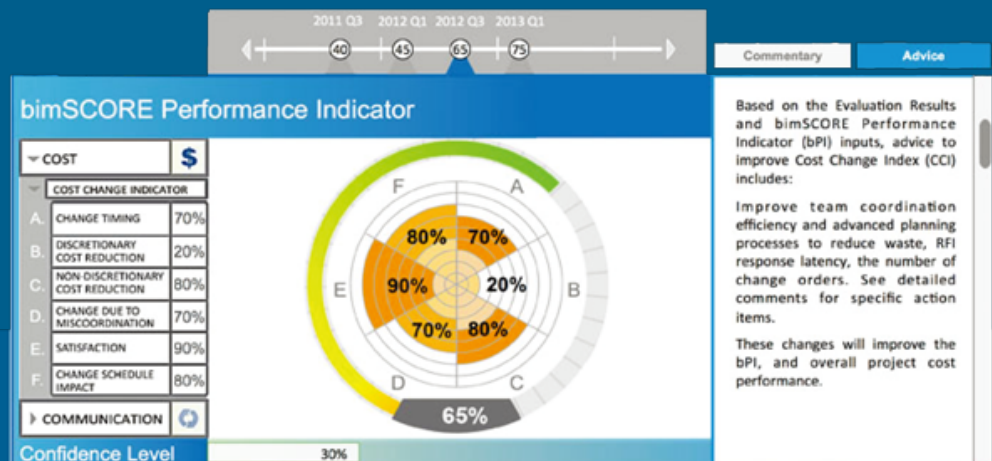 2011 Q3 2012 Q1 2012 Q3 2013 Q1
40 45 65 75
Commentary Advice
bimSCORE Performance Indicator
COST $
COST CHANGE INDICATOR
A. CHANGE TIMING 70%
B. DISCRETIONARY
COST REDUCTION 20%
C. NON-DISCRETIONARY
COST REDUCTION 80%
D. CHANGE DUE TO
MISCOORDINATION 70%
E. SATISFACTION 90%
F. CHANGE SCHEDULE
IMPACT 80%
COMMUNICATION
F A
80% 70%
E 90% 20% B
70% 80%
D C
65%
Confidence Level 30%
Based on the Evaluation Results
and bimSCORE Performance
Indicator (bPI) inputs, advice to
improve Cost Change Index (CCI)
includes:
Improve team coordination
efficiency and advanced planning
processes to reduce waste, RFI
response latency, the number of
change orders. See detailed
comments for specific action
items.
These changes will improve the
bPI, and overall project cost
performance.